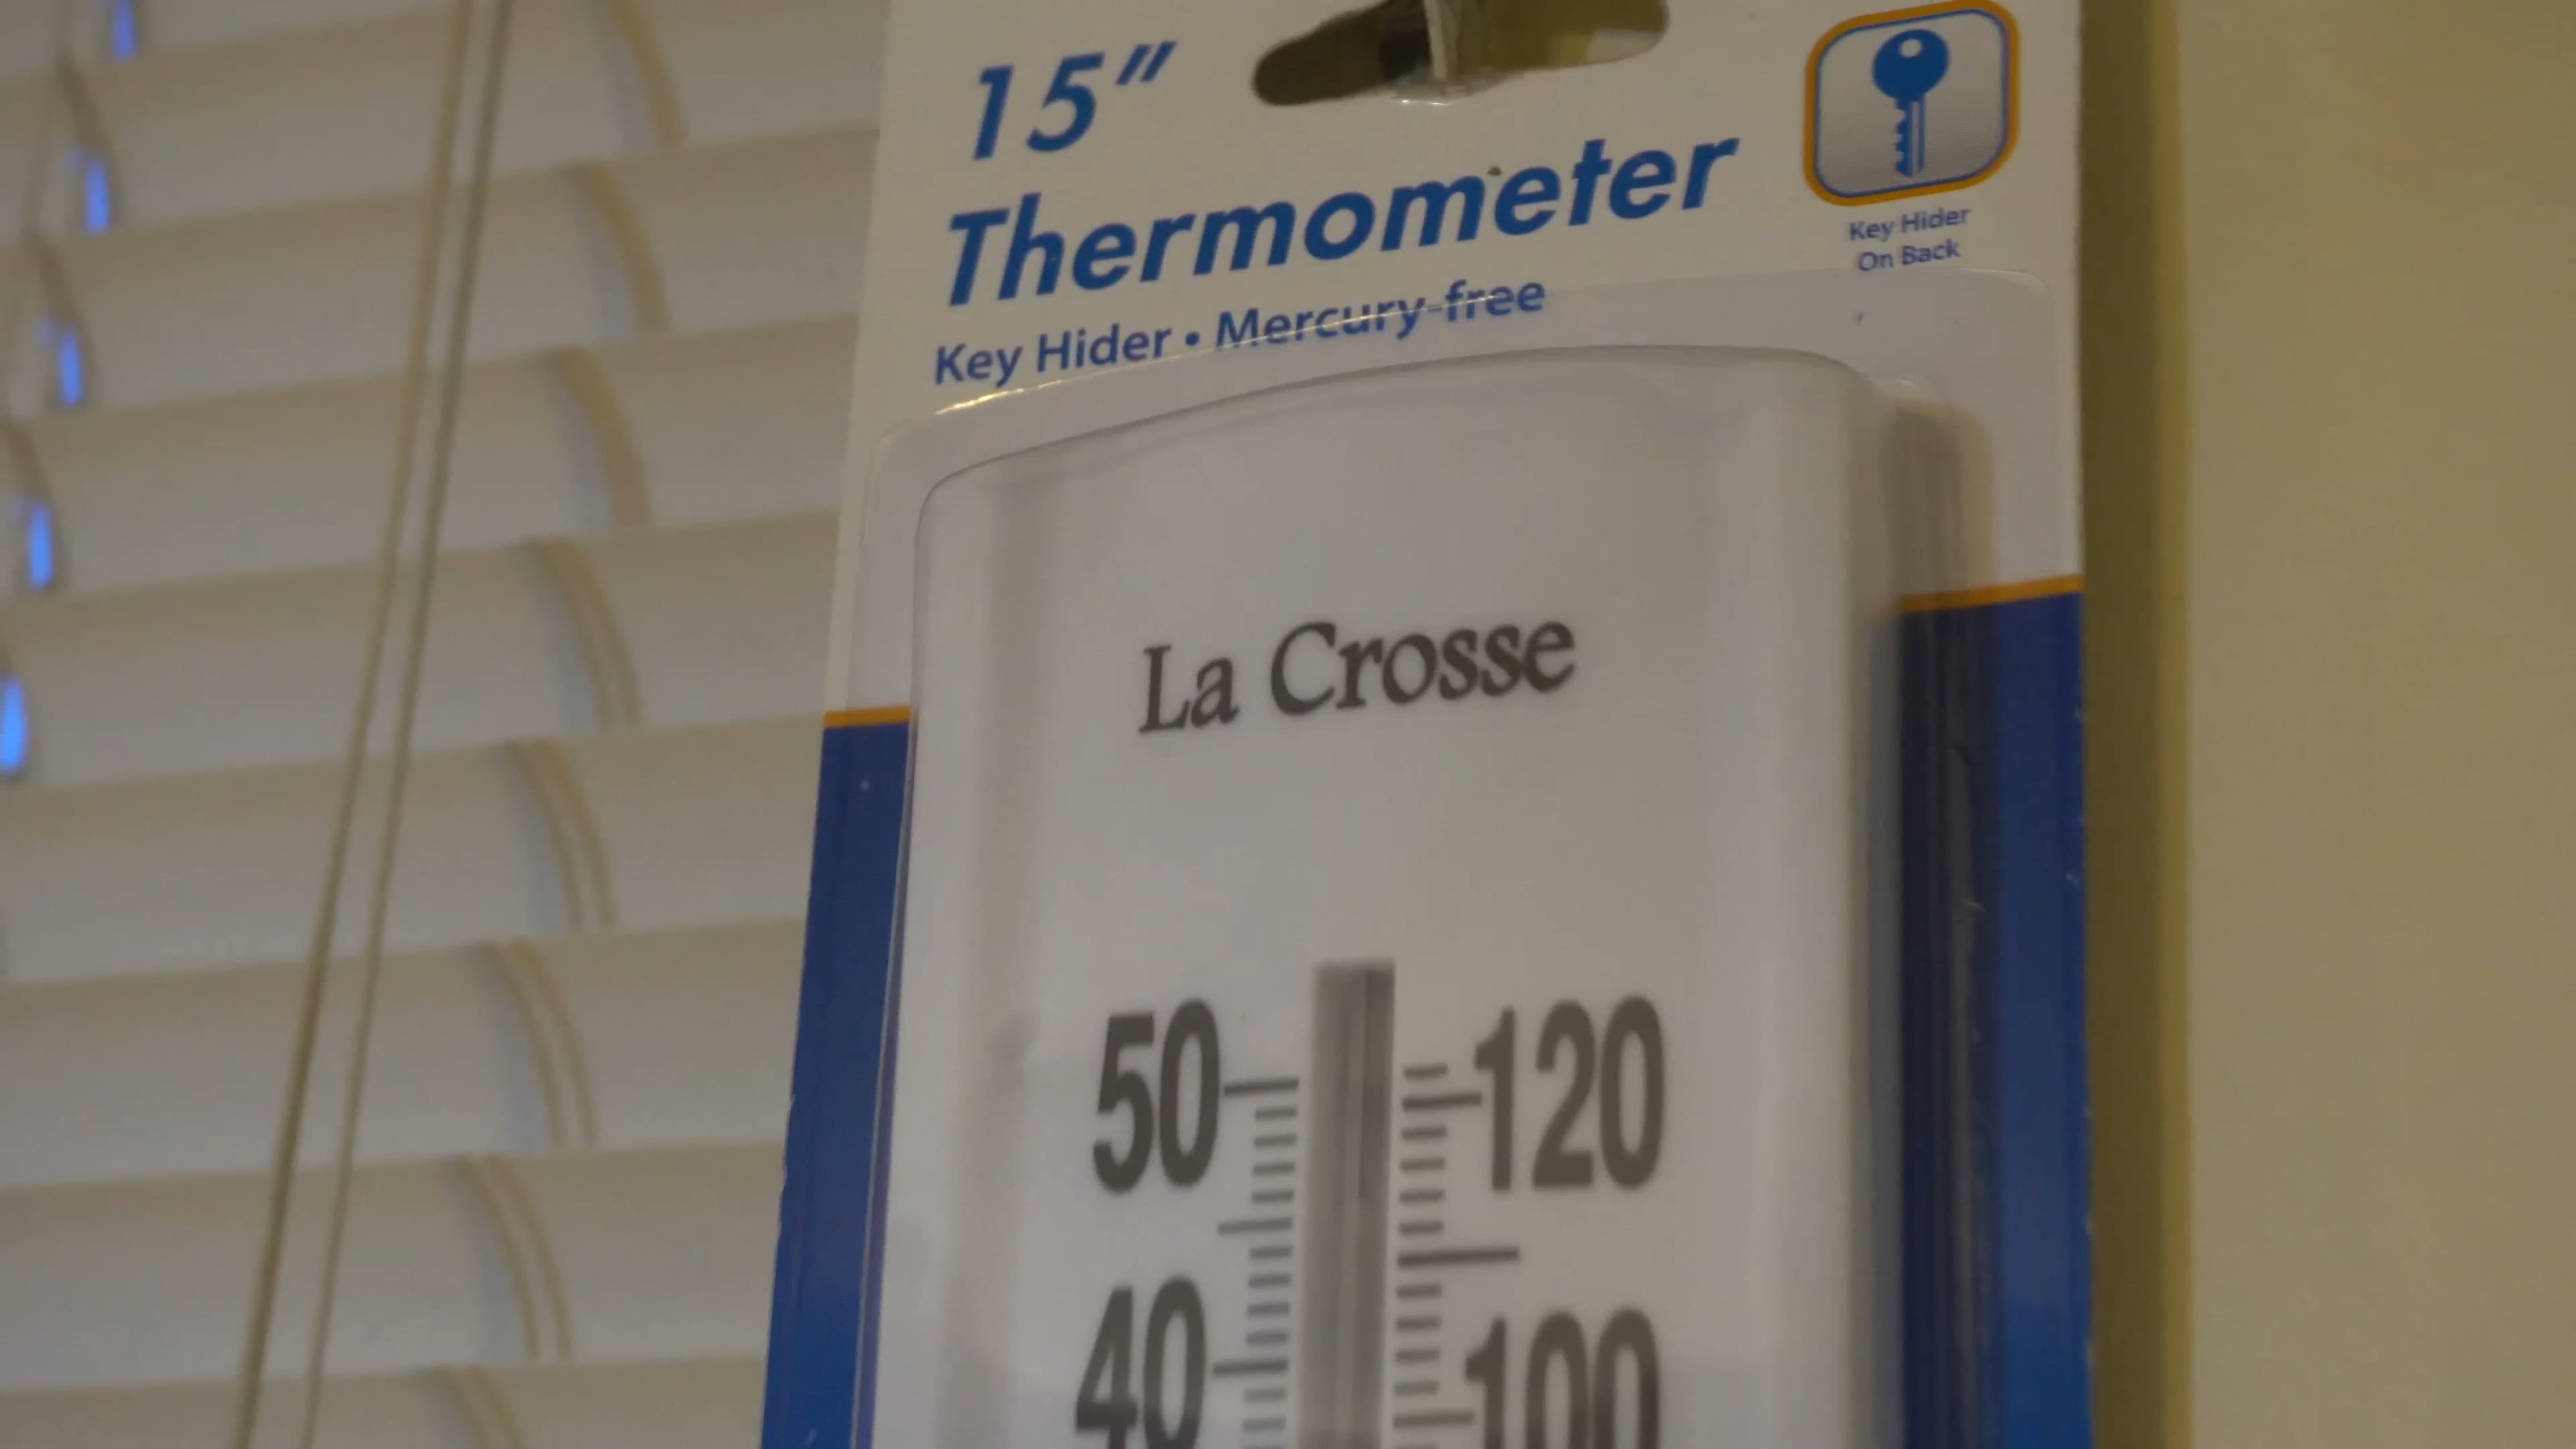 15”
Thermometer
Key Hider • Mercury-free
Key Hider
On Back
La Crosse
50 120
40 100